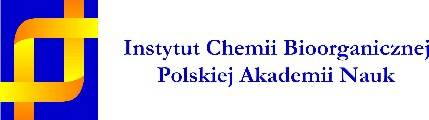 Instytut Chemii Bioorganicznej
Polskiej Akademii Nauk